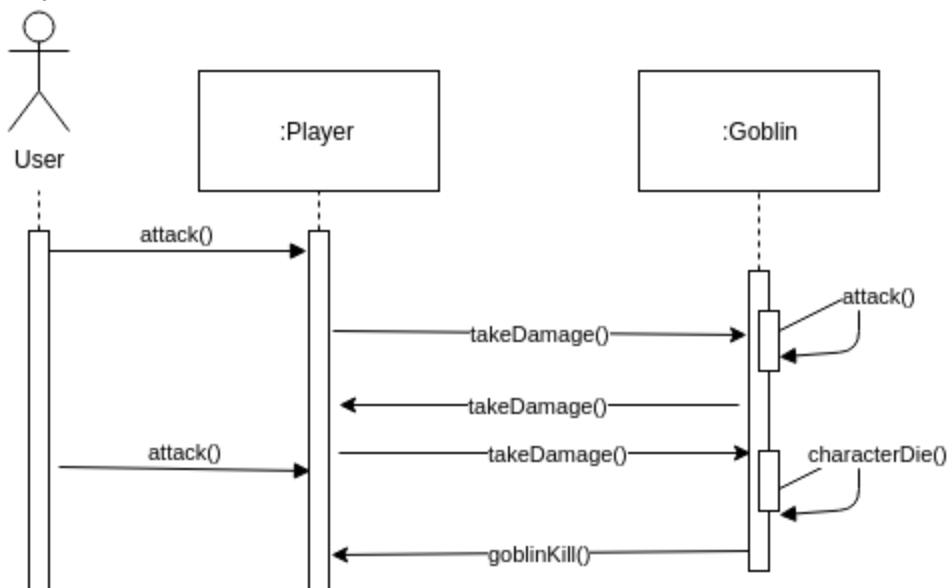 :Player
:Goblin
User
attack()
attack()
takeDamage()
takeDamage()
attack()
takeDamage()
characterDie()
goblinKill()